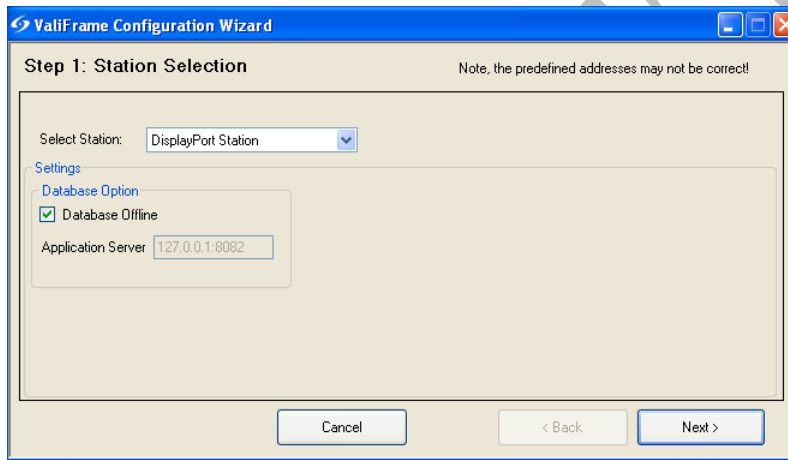 ValiFrame Configuration Wizard
Step 1: Station Selection
Note, the predefined addresses may not be correct!
Select Station:
DisplayPort Station
Settings
Database Option
Database Offline
Application Server
127.0.0.1:8082
Cancel
< Back
Next >